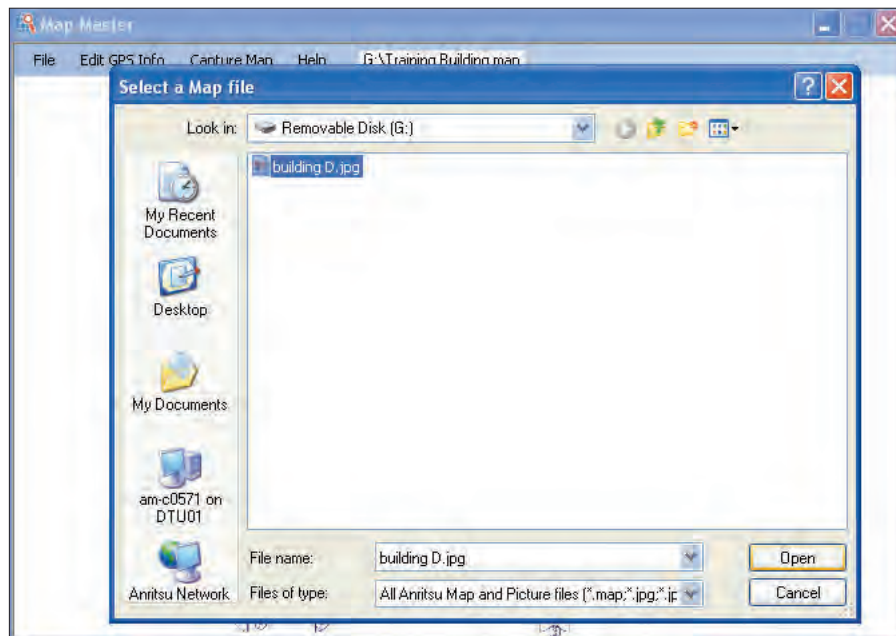 Map Master
File Edit GPS Info Capture Map Help G:\Training Building.map
Select a Map file
Look in: Removable Disk (G:)
building D.jpg
My Recent
Documents
Desktop
My Documents
am-c0571 on
DTU01
Anritsu Network
File name: building D.jpg Open
Files of type: All Anritsu Map and Picture files (*.map;*.jpg;*.jp Cancel